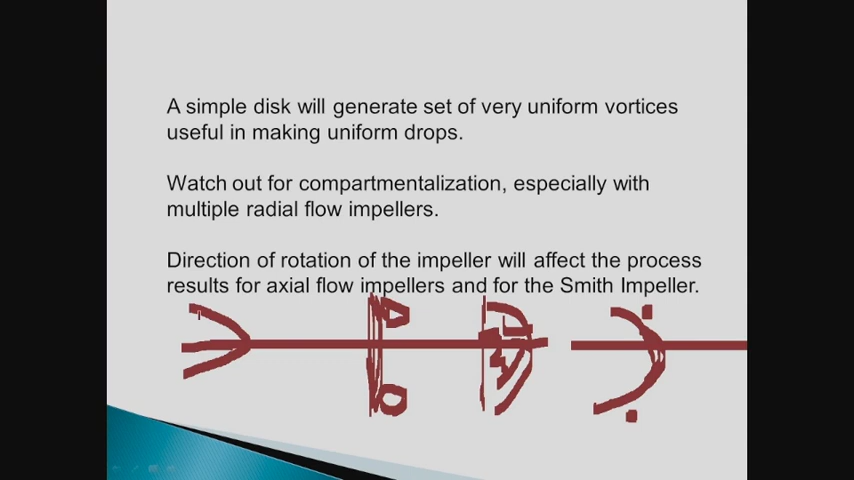 A simple disk will generate set of very uniform vortices
useful in making uniform drops.
Watch out for compartmentalization, especially with
multiple radial flow impellers.
Direction of rotation of the impeller will affect the process
results for axial flow impellers and for the Smith Impeller.